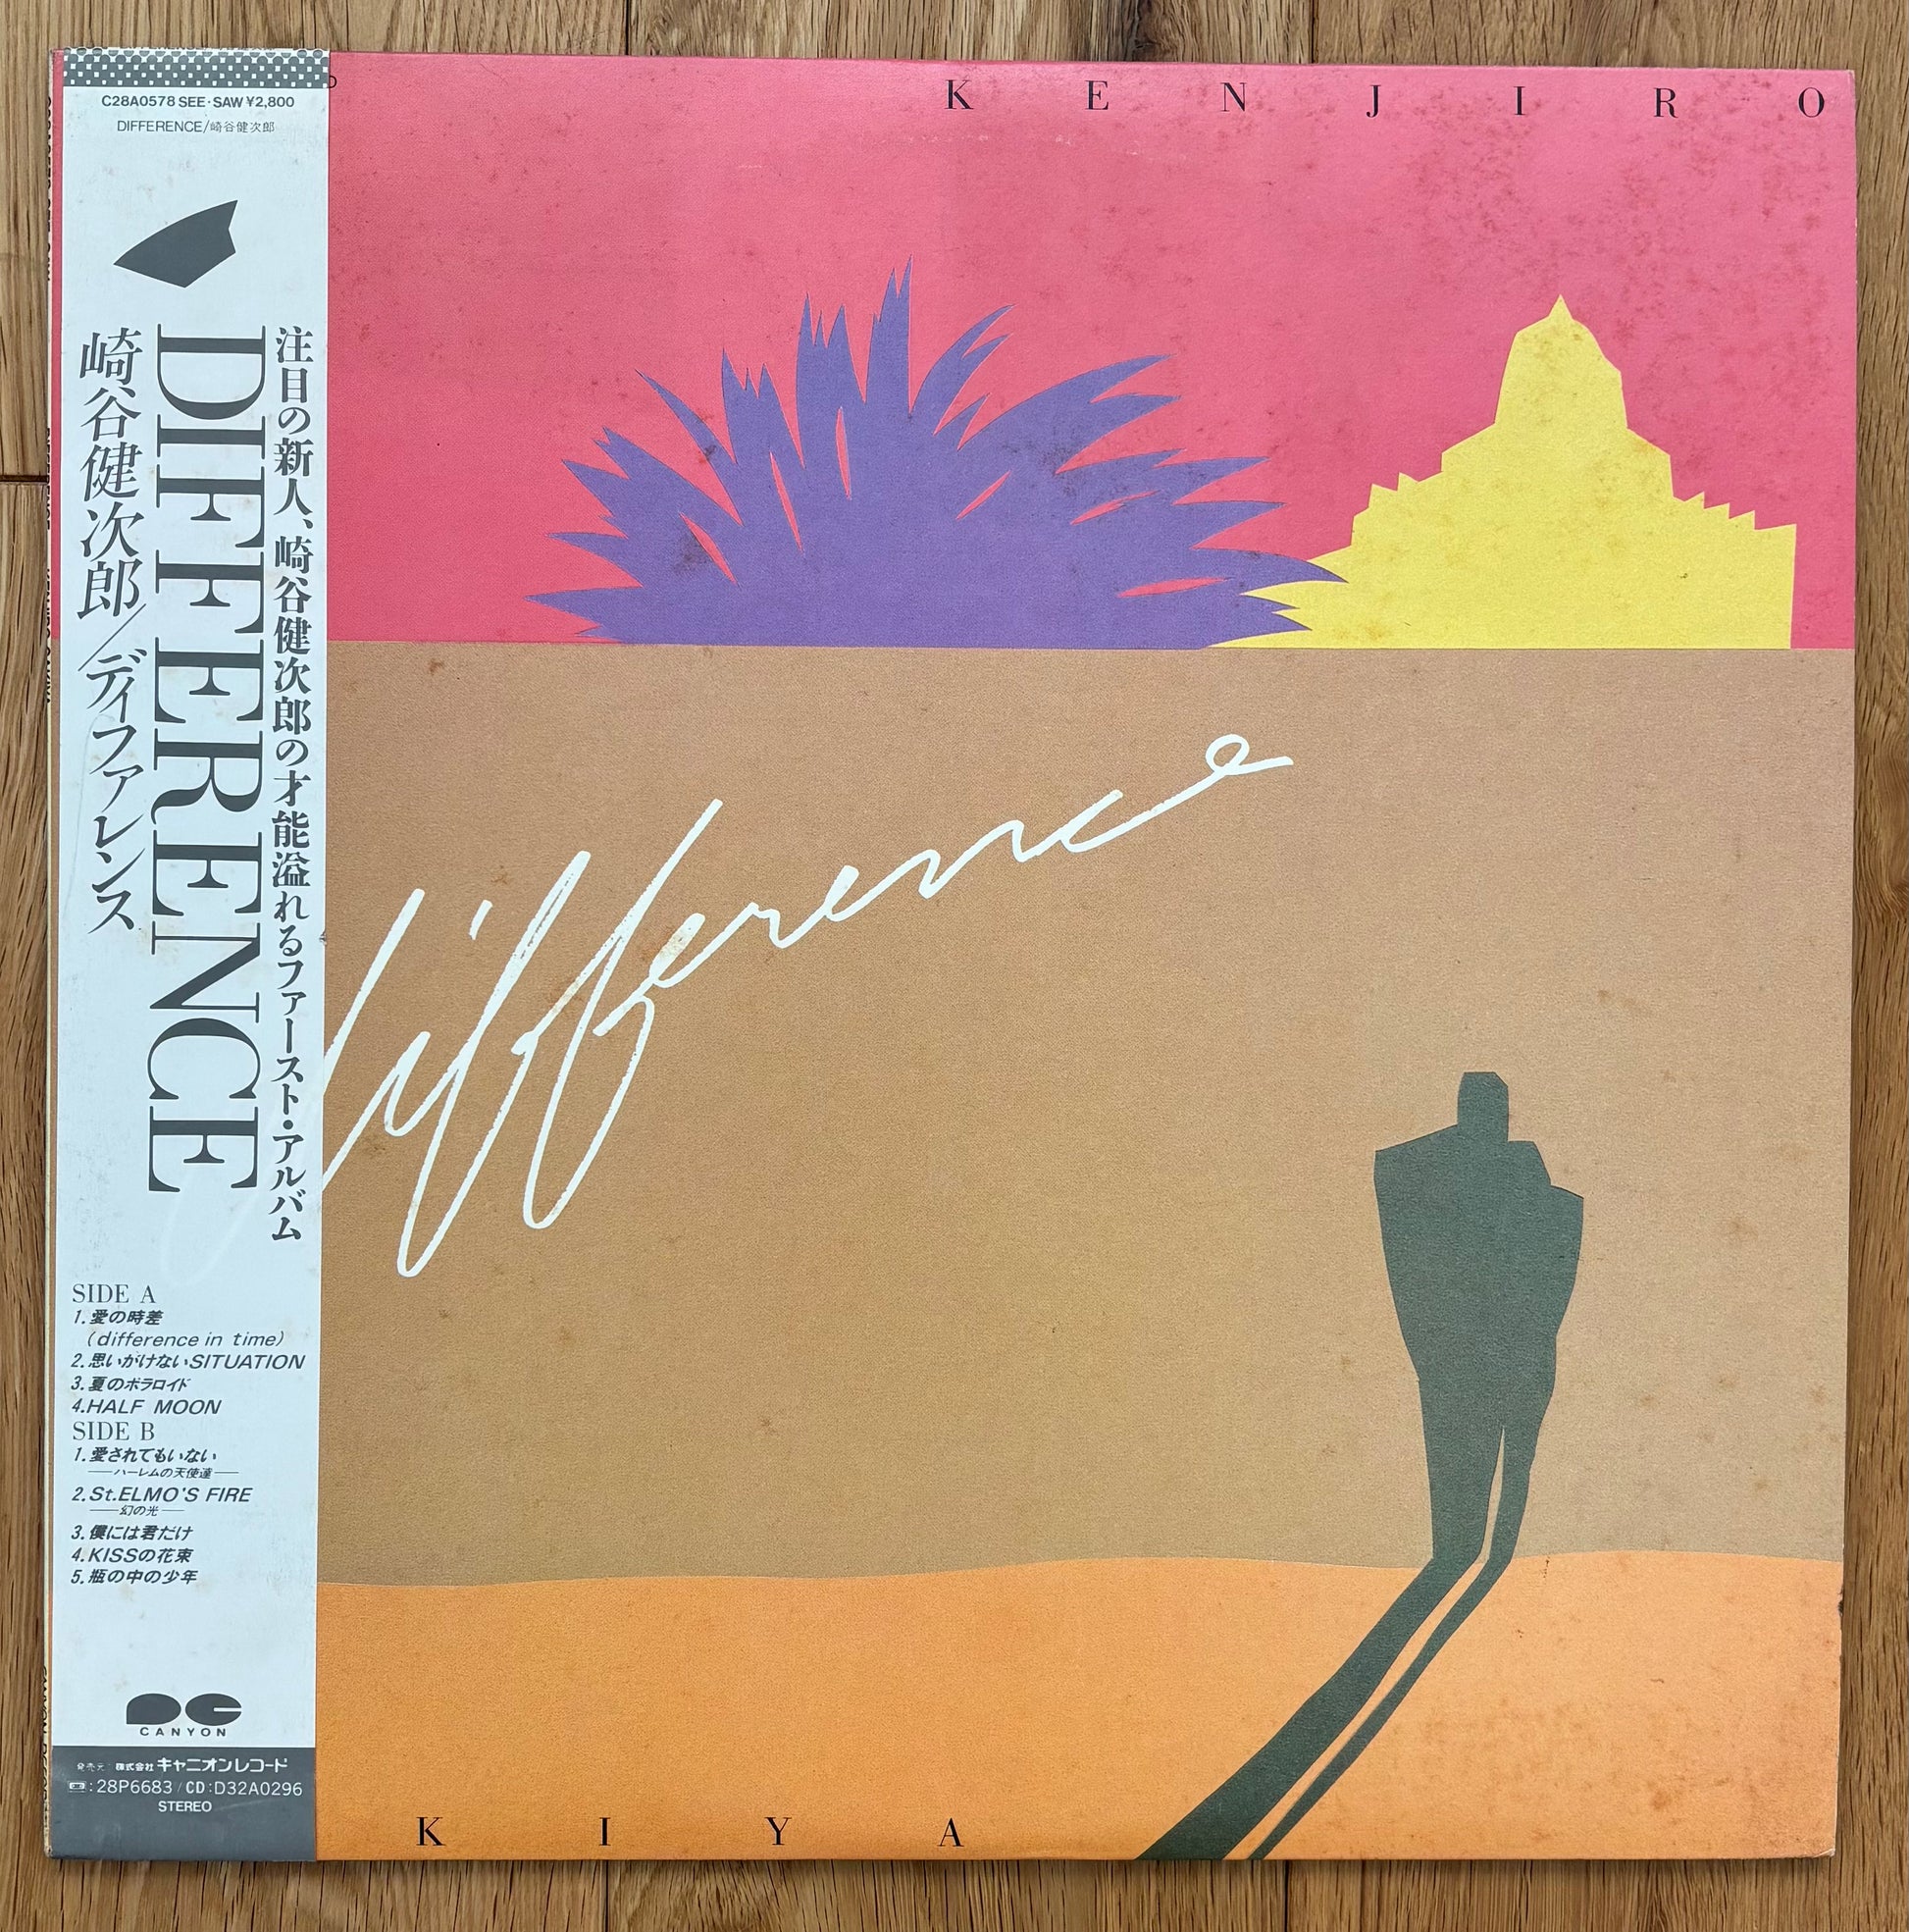 C28A0578 SEE・SAW ¥2,800
DIFFERENCE/崎谷健次郎
注目の新人、崎谷健次郎の才能溢れるファースト・アルバム
DIFFERENCE
崎谷健次郎/ディファレンス
SIDE A
1.愛の時差
(difference in time)
2.思いがけないSITUATION
3.夏のポラロイド
4.HALF MOON
SIDE B
1.愛されてもいない
——ハーレムの天使達——
2.St.ELMO'S FIRE
——幻の光——
3.僕には君だけ
4.KISSの花束
5.瓶の中の少年
PC
CANYON
発売元:株式会社キャニオンレコード
:28P6683/CD:D32A0296
STEREO
KENJIRO
difference
KIYA